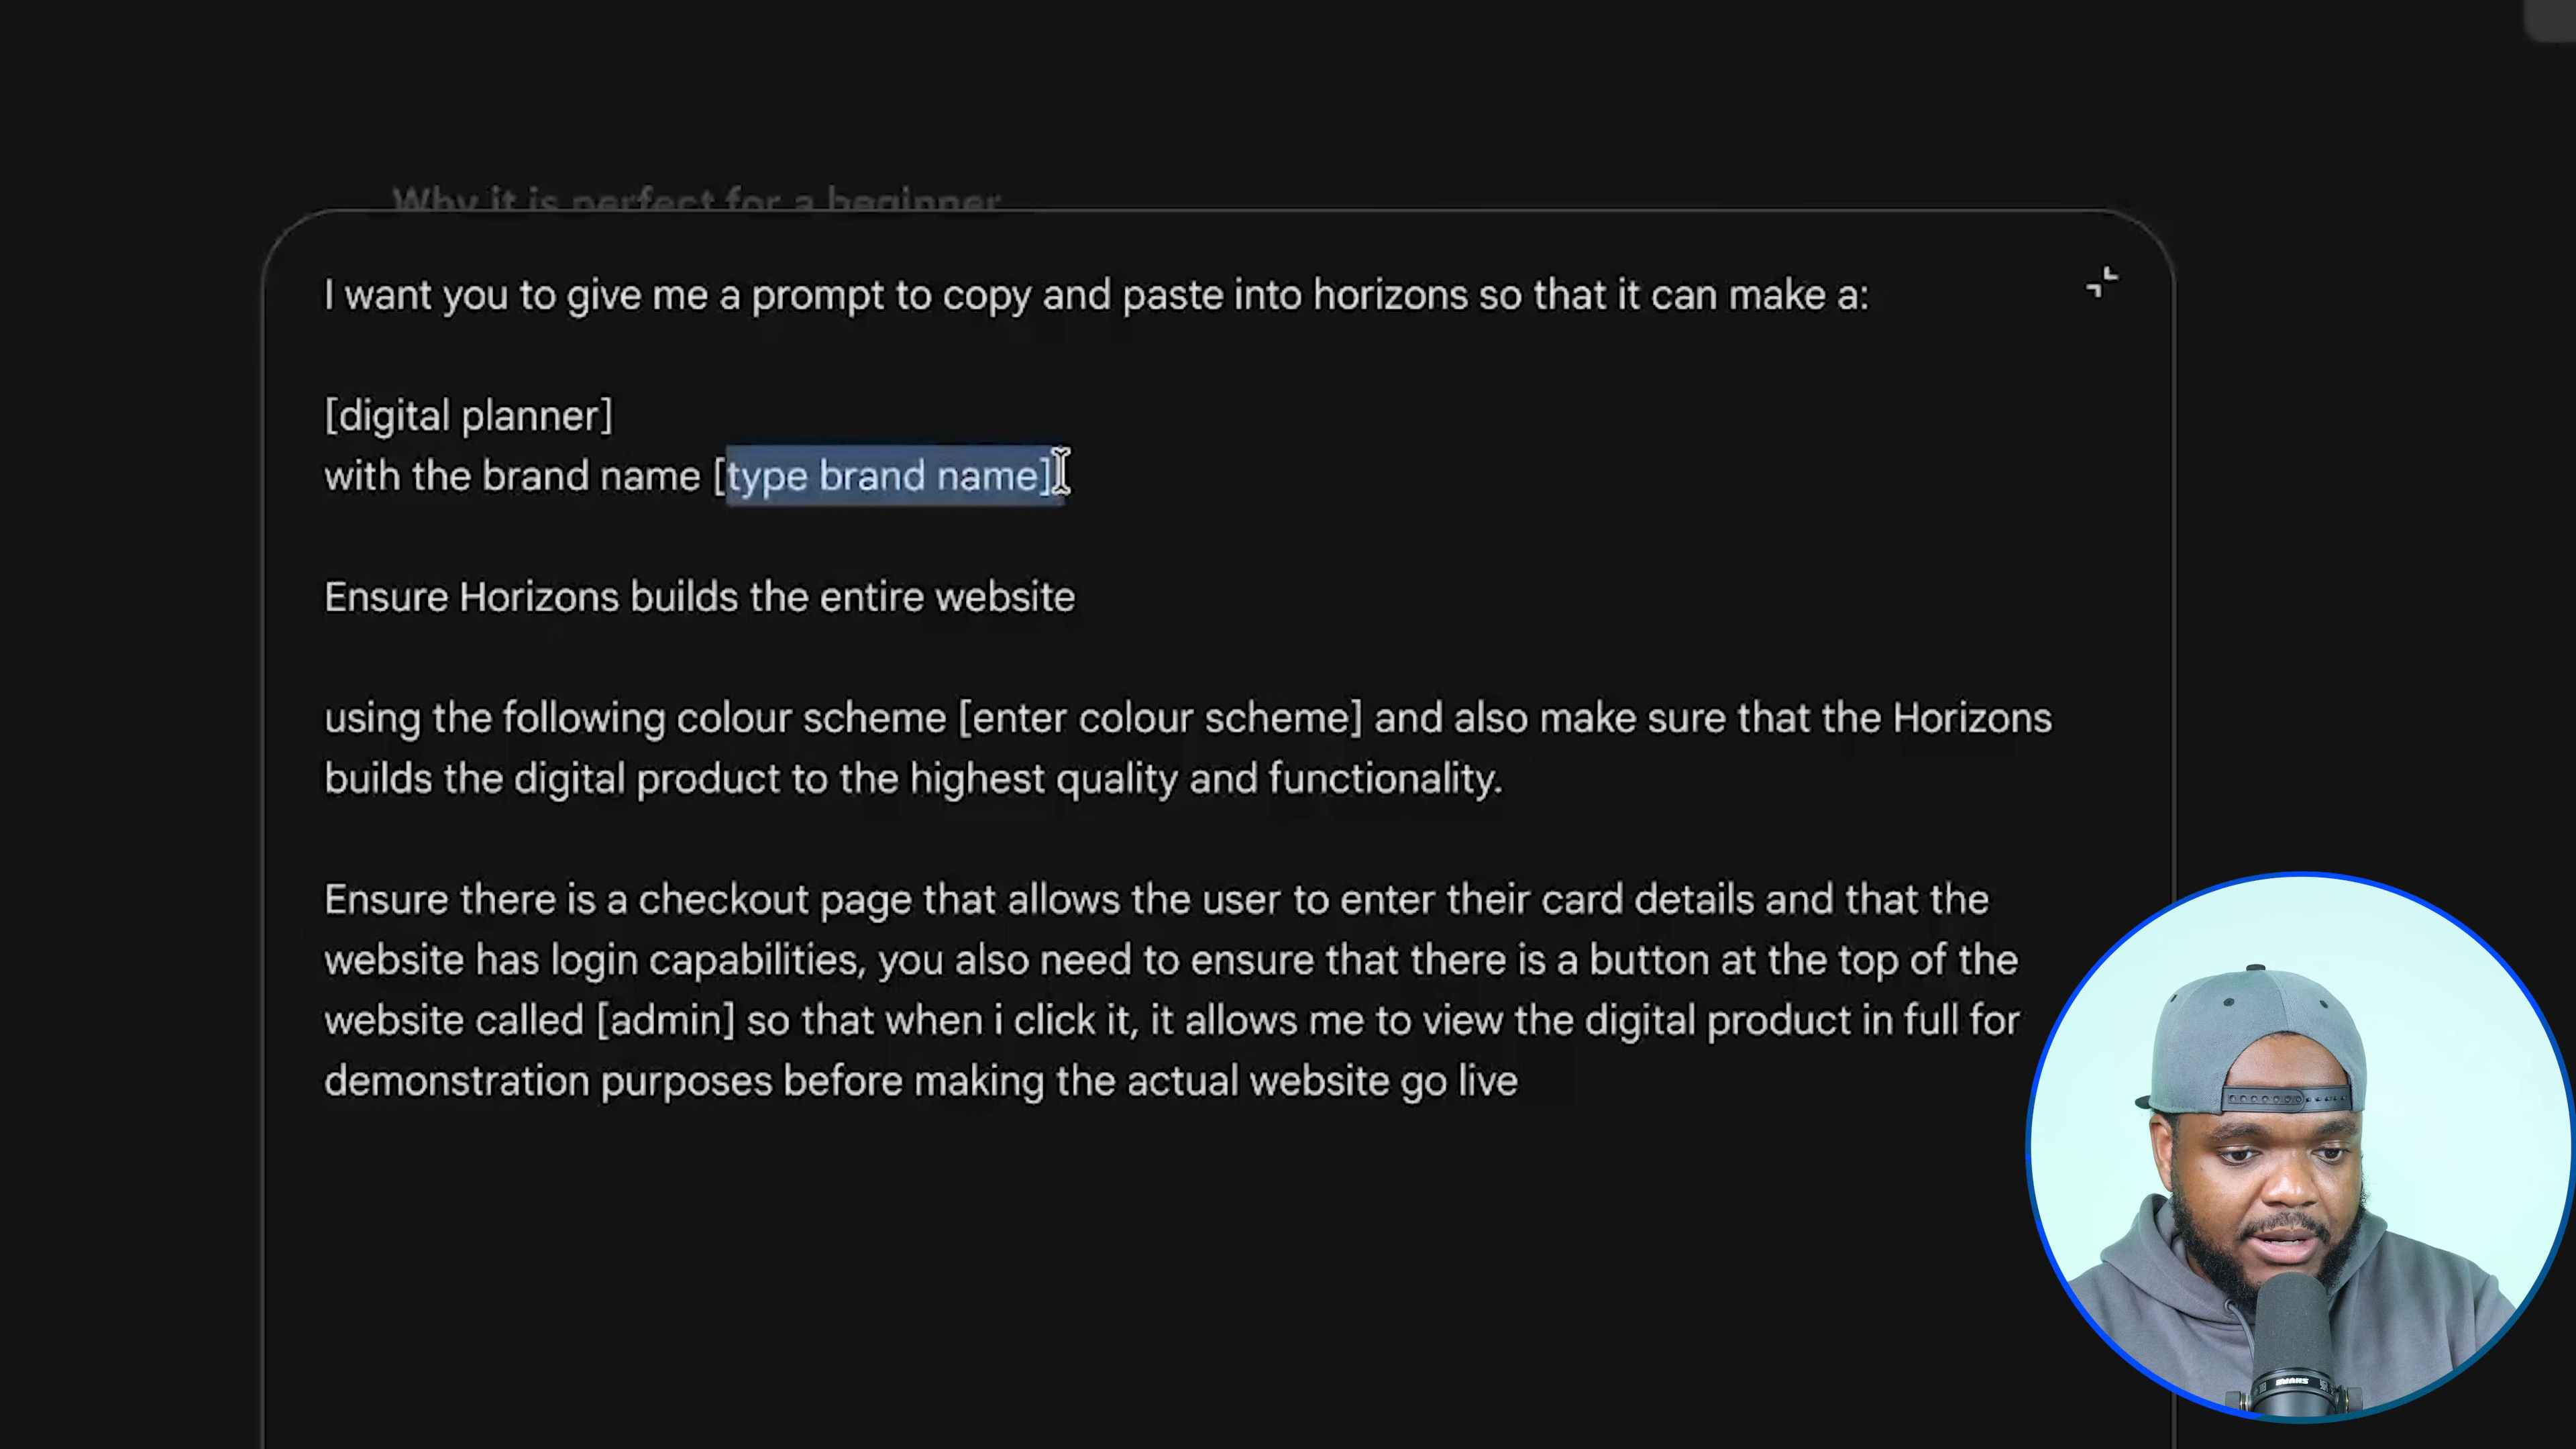 Why it is perfect for a beginner
I want you to give me a prompt to copy and paste into horizons so that it can make a:
[digital planner]
with the brand name [type brand name]
Ensure Horizons builds the entire website
using the following colour scheme [enter colour scheme] and also make sure that the Horizons
builds the digital product to the highest quality and functionality.
Ensure there is a checkout page that allows the user to enter their card details and that the
website has login capabilities, you also need to ensure that there is a button at the top of the
website called [admin] so that when i click it, it allows me to view the digital product in full for
demonstration purposes before making the actual website go live
SHURE